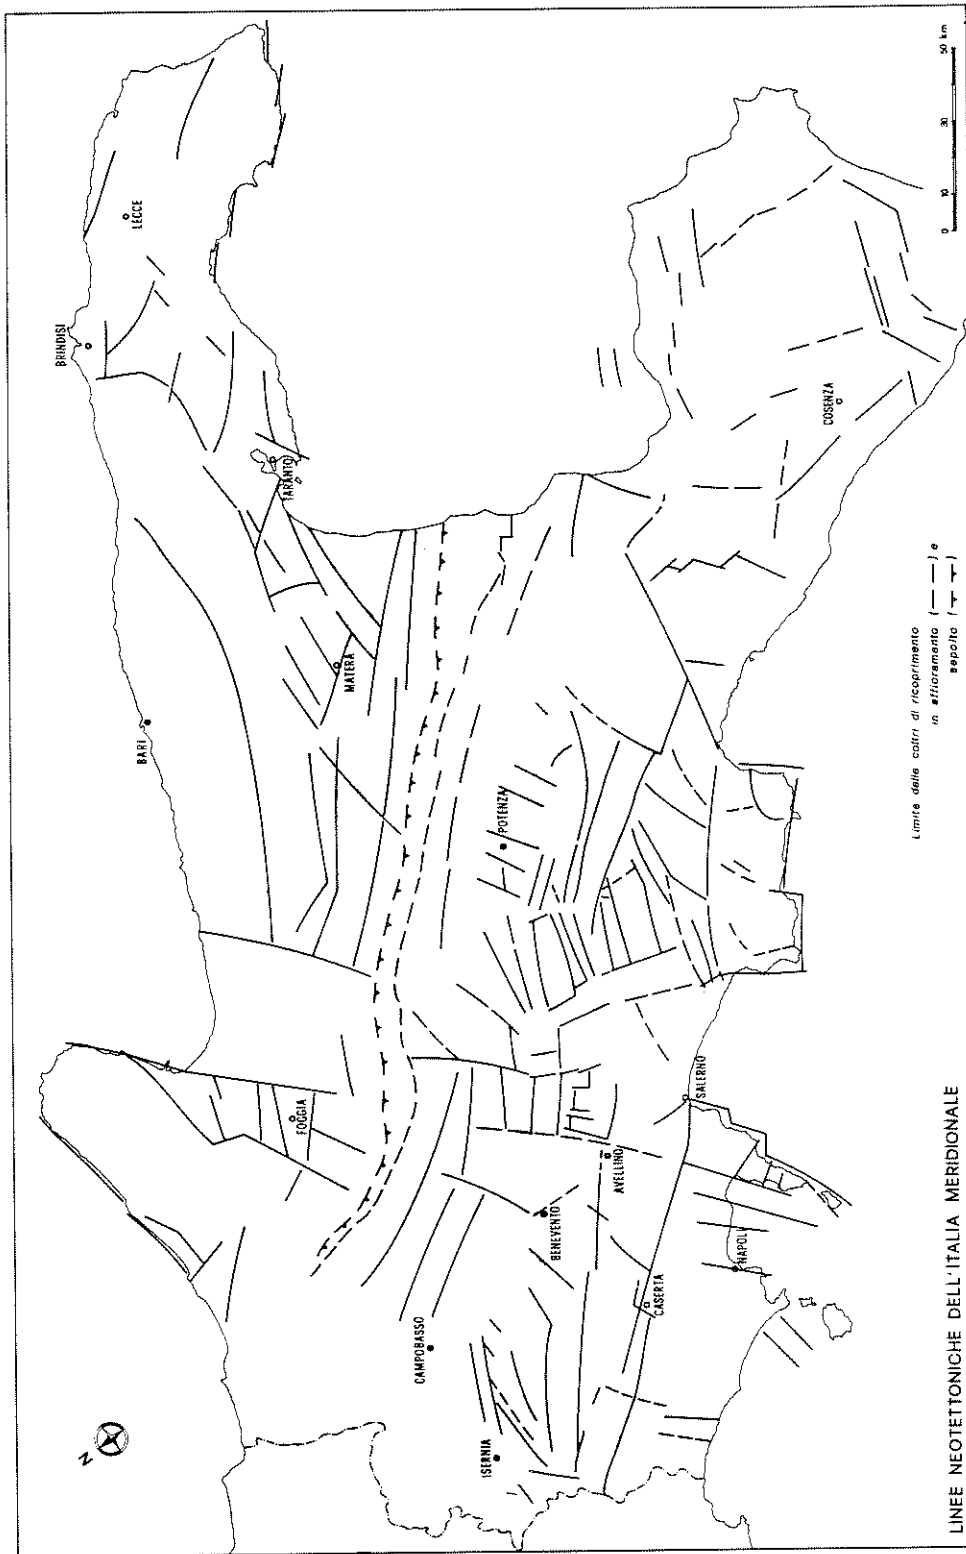 LINEE NEOTETTONICHE DELL'ITALIA MERIDIONALE
N
ISERNIA
CAMPOBASSO
CASERTA
NAPOLI
BENEVENTO
AVELLINO
SALERNO
FOGGIA
POTENZA
BARI
MATERA
TARANTO
BRINDISI
LECCE
COSENZA
Limite delle coltri di ricoprimento
in affioramento ( ) e
sepolto ( )
0 10 30 50 km